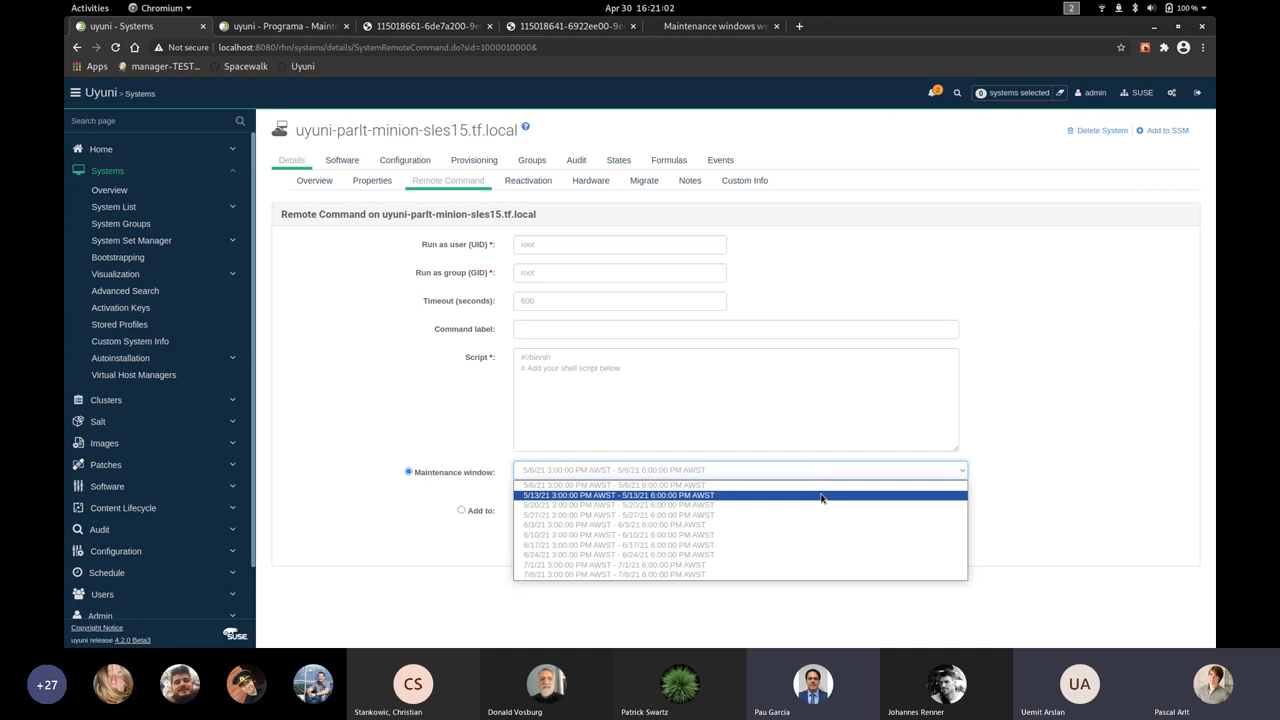 Activities
Chromium
Apr 30 16:21:02
2
100 %
uyuni - Systems
uyuni - Programa - Mainte
115018661-6de7a200-9e
115018641-6922ee00-9e
Maintenance windows w
Not secure
localhost:8080/rhn/systems/details/SystemRemoteCommand.do?sid=1000010000&
Apps
manager-TEST...
Spacewalk
Uyuni
Uyuni > Systems
2
0 systems selected
admin
SUSE
Search page
Home
Systems
Overview
System List
System Groups
System Set Manager
Bootstrapping
Visualization
Advanced Search
Activation Keys
Stored Profiles
Custom System Info
Autoinstallation
Virtual Host Managers
Clusters
Salt
Images
Patches
Software
Content Lifecycle
Audit
Configuration
Schedule
Users
Admin
Copyright Notice
uyuni release 4.2.0 Beta3
SUSE
uyuni-parlt-minion-sles15.tf.local
Delete System
Add to SSM
Details
Software
Configuration
Provisioning
Groups
Audit
States
Formulas
Events
Overview
Properties
Remote Command
Reactivation
Hardware
Migrate
Notes
Custom Info
Remote Command on uyuni-parlt-minion-sles15.tf.local
Run as user (UID) *:
root
Run as group (GID) *:
root
Timeout (seconds):
600
Command label:
Script *:
#!/bin/sh
# Add your shell script below
Maintenance window:
5/6/21 3:00:00 PM AWST - 5/6/21 6:00:00 PM AWST
5/6/21 3:00:00 PM AWST - 5/6/21 6:00:00 PM AWST
5/13/21 3:00:00 PM AWST - 5/13/21 6:00:00 PM AWST
5/20/21 3:00:00 PM AWST - 5/20/21 6:00:00 PM AWST
5/27/21 3:00:00 PM AWST - 5/27/21 6:00:00 PM AWST
6/3/21 3:00:00 PM AWST - 6/3/21 6:00:00 PM AWST
6/10/21 3:00:00 PM AWST - 6/10/21 6:00:00 PM AWST
6/17/21 3:00:00 PM AWST - 6/17/21 6:00:00 PM AWST
6/24/21 3:00:00 PM AWST - 6/24/21 6:00:00 PM AWST
7/1/21 3:00:00 PM AWST - 7/1/21 6:00:00 PM AWST
7/8/21 3:00:00 PM AWST - 7/8/21 6:00:00 PM AWST
Add to:
+27
CS
UA
Stankovic, Christian
Donald Vosburg
Patrick Swartz
Pau Garcia
Johannes Renner
Uemit Arslan
Pascal Arlt